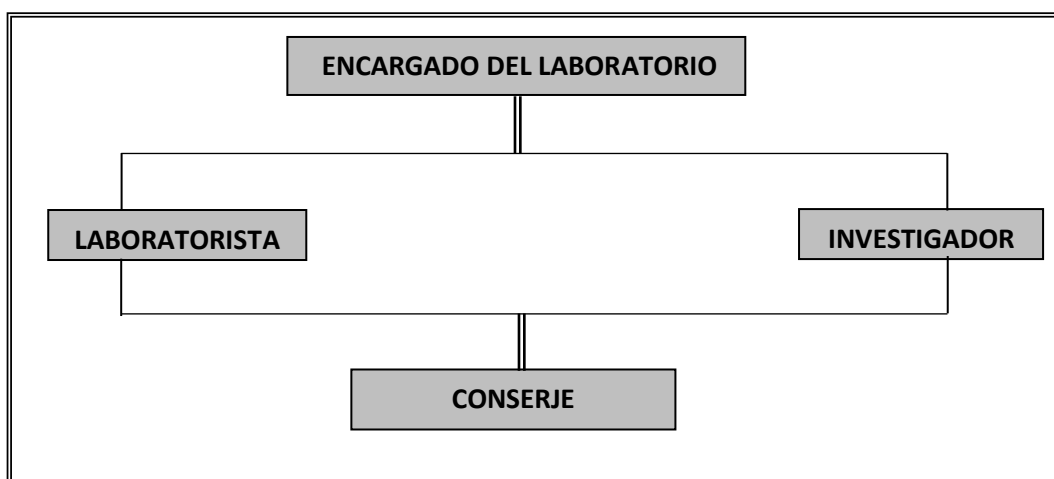 ENCARGADO DEL LABORATORIO
LABORATORISTA
INVESTIGADOR
CONSERJE